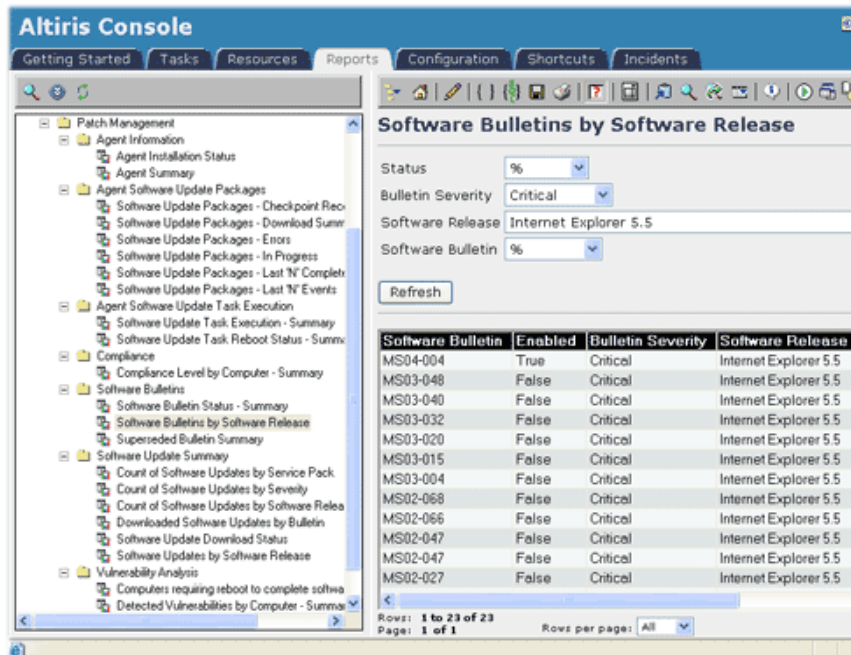 Altiris Console
Getting Started Tasks Resources Reports Configuration Shortcuts Incidents
Patch Management
Agent Information
Agent Installation Status
Agent Summary
Agent Software Update Packages
Software Update Packages - Checkpoint Reco
Software Update Packages - Download Summ
Software Update Packages - Errors
Software Update Packages - In Progress
Software Update Packages - Last 'N' Complete
Software Update Packages - Last 'N' Events
Agent Software Update Task Execution
Software Update Task Execution - Summary
Software Update Task Reboot Status - Summa
Compliance
Compliance Level by Computer - Summary
Software Bulletins
Software Bulletin Status - Summary
Software Bulletins by Software Release
Superseded Bulletin Summary
Software Update Summary
Count of Software Updates by Service Pack
Count of Software Updates by Severity
Count of Software Updates by Software Relea
Downloaded Software Updates by Bulletin
Software Update Download Status
Software Updates by Software Release
Vulnerability Analysis
Computers requiring reboot to complete softwa
Detected Vulnerabilities by Computer - Summar
Software Bulletins by Software Release
Status %
Bulletin Severity Critical
Software Release Internet Explorer 5.5
Software Bulletin %
Refresh
Software Bulletin Enabled Bulletin Severity Software Release
MS04-004 True Critical Internet Explorer 5.5
MS03-048 False Critical Internet Explorer 5.5
MS03-040 False Critical Internet Explorer 5.5
MS03-032 False Critical Internet Explorer 5.5
MS03-020 False Critical Internet Explorer 5.5
MS03-015 False Critical Internet Explorer 5.5
MS03-004 False Critical Internet Explorer 5.5
MS02-068 False Critical Internet Explorer 5.5
MS02-066 False Critical Internet Explorer 5.5
MS02-047 False Critical Internet Explorer 5.5
MS02-047 False Critical Internet Explorer 5.5
MS02-027 False Critical Internet Explorer 5.5
Rows: 1 to 23 of 23
Page: 1 of 1 Rows per page: All